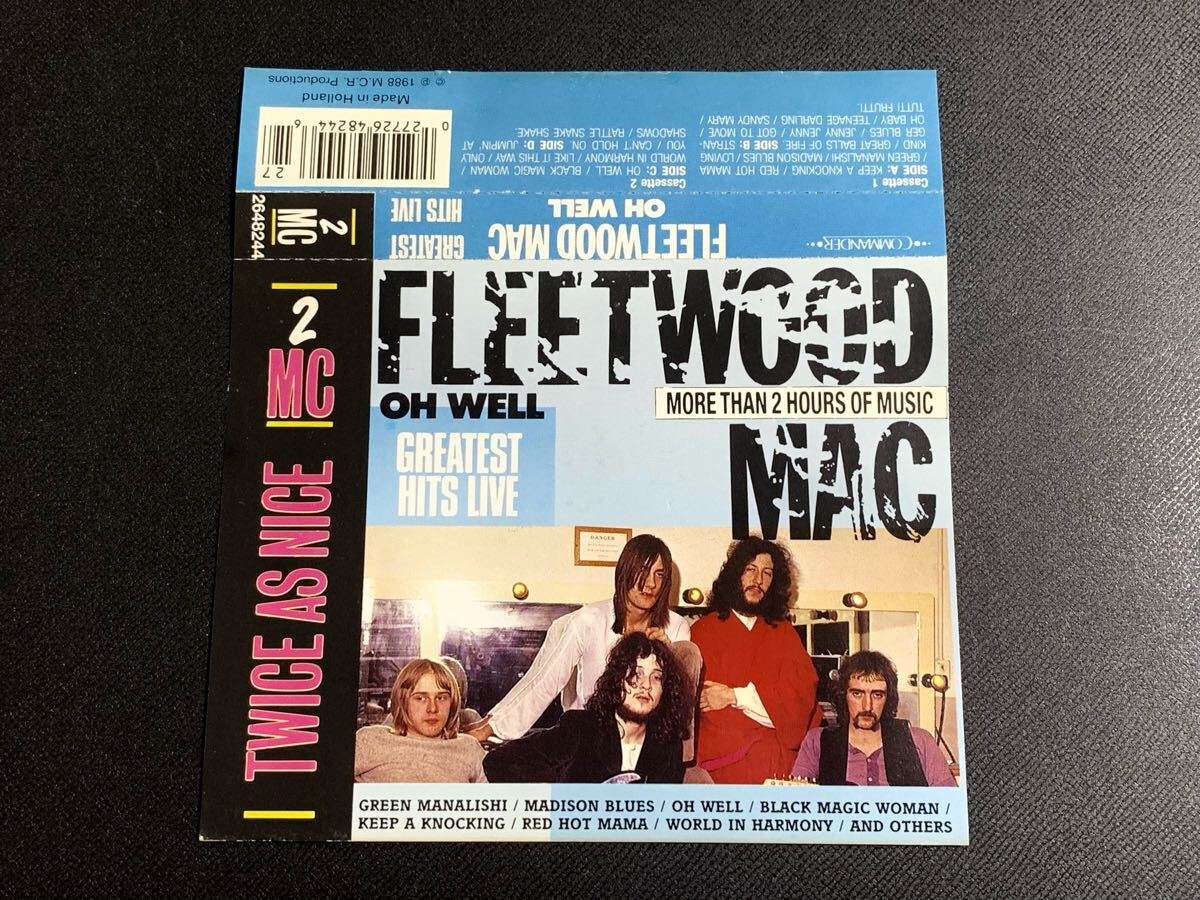 FLEETWOOD
OH WELL
MORE THAN 2 HOURS OF MUSIC
MAC
GREATEST
HITS LIVE
DANGER
GREEN MANALISHI / MADISON BLUES / OH WELL / BLACK MAGIC WOMAN /
KEEP A KNOCKING / RED HOT MAMA / WORLD IN HARMONY / AND OTHERS
2
MC
TWICE AS NICE
2
MC
2648244
COMMANDER
FLEETWOOD MAC
OH WELL
GREATEST
HITS LIVE
Cassette 1
SIDE A: KEEP A KNOCKING / RED HOT MAMA
/ GREEN MANALISHI / MADISON BLUES / LOVING
KIND / GREAT BALLS OF FIRE. SIDE B: STRAN-
GER BLUES / JENNY JENNY / GOT TO MOVE /
OH BABY / TEENAGE DARLING / SANDY MARY /
TUTTI FRUTTI.
Cassette 2
SIDE C: OH WELL / BLACK MAGIC WOMAN
/ WORLD IN HARMONY / LIKE IT THIS WAY / ONLY
YOU / CAN'T HOLD ON. SIDE D: JUMPIN' AT
SHADOWS / RATTLE SNAKE SHAKE.
0 27726 48244 6
27
Made in Holland
© ℗ 1988 M.C.R. Productions